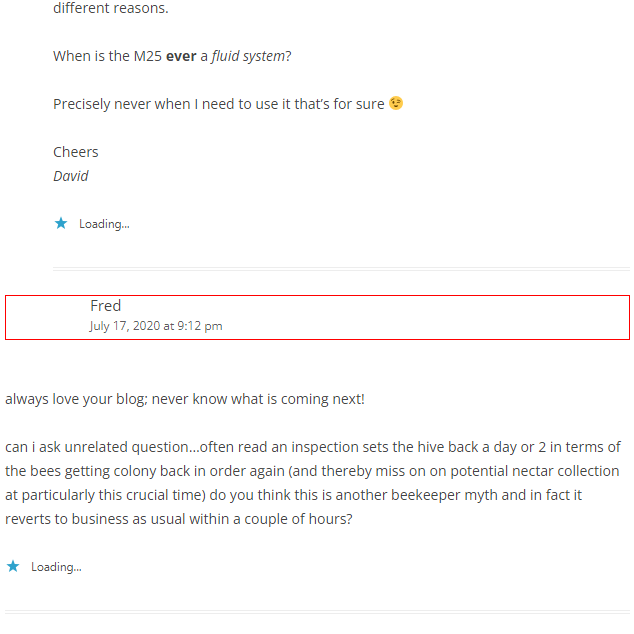 different reasons.
When is the M25 ever a fluid system?
Precisely never when I need to use it that's for sure 😉
Cheers
David
Loading...
Fred
July 17, 2020 at 9:12 pm
always love your blog; never know what is coming next!
can i ask unrelated question...often read an inspection sets the hive back a day or 2 in terms of
the bees getting colony back in order again (and thereby miss on on potential nectar collection
at particularly this crucial time) do you think this is another beekeeper myth and in fact it
reverts to business as usual within a couple of hours?
Loading...